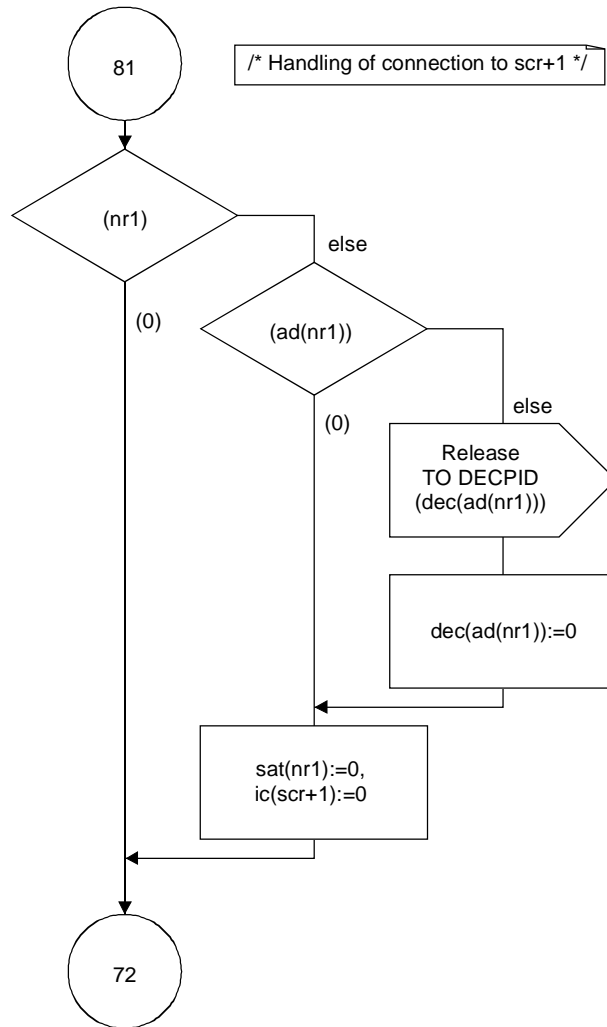 81
/* Handling of connection to scr+1 */
(nr1)
else
(0)
(ad(nr1))
else
(0)
Release
TO DECPID
(dec(ad(nr1)))
dec(ad(nr1)):=0
sat(nr1):=0,
ic(scr+1):=0
72